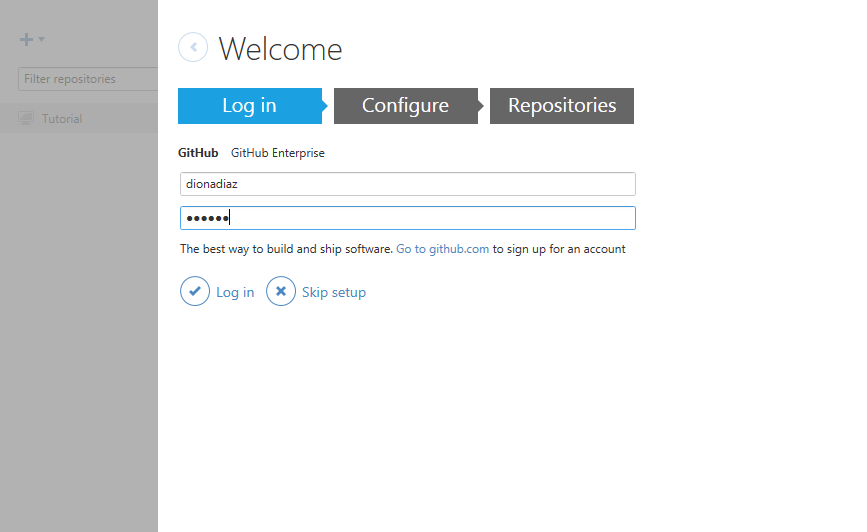 Welcome
Filter repositories
Tutorial
Log in Configure Repositories
GitHub GitHub Enterprise
dionadiaz
●●●●●●
The best way to build and ship software. Go to github.com to sign up for an account
Log in Skip setup